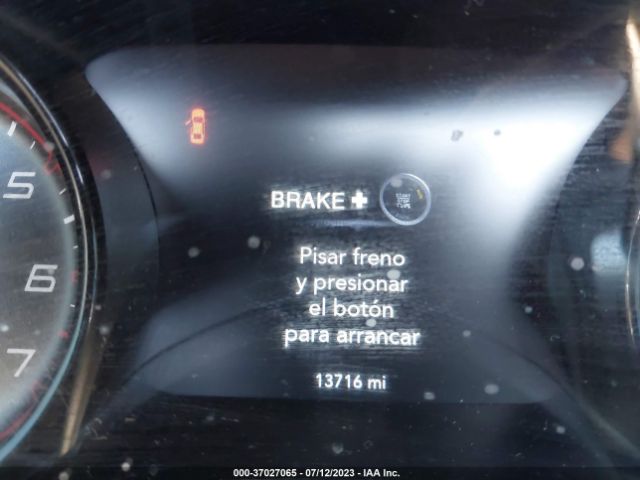 5
6
7
BRAKE +
Pisar freno
y presionar
el botón
para arrancar
13716 mi
000-37027065 - 07/12/2023 - IAA Inc.